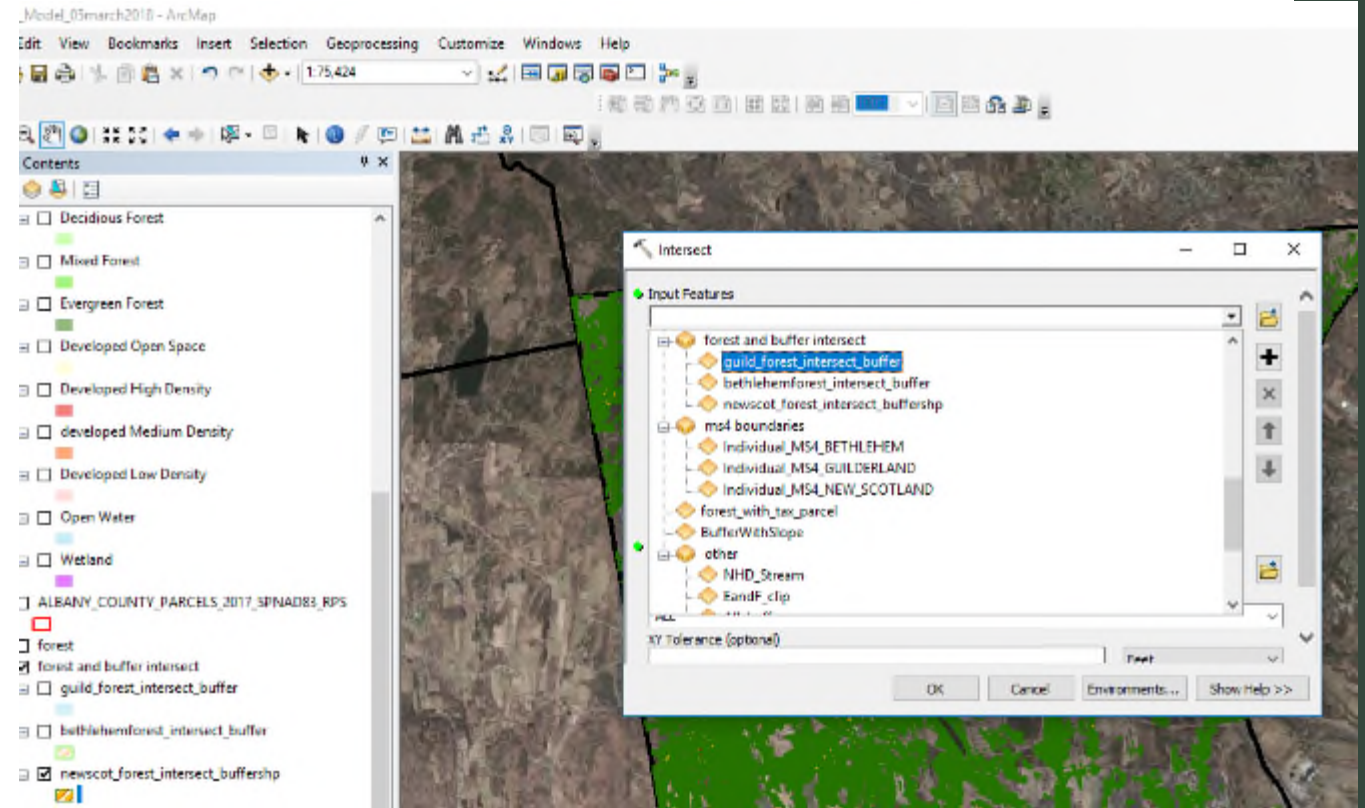 _Model_03march2018 - ArcMap
Edit View Bookmarks Insert Selection Geoprocessing Customize Windows Help
1:75,424
Contents
Decidious Forest
Mixed Forest
Evergreen Forest
Developed Open Space
Developed High Density
developed Medium Density
Developed Low Density
Open Water
Wetland
ALBANY_COUNTY_PARCELS_2017_SPNAD83_RPS
forest
forest and buffer intersect
guild_forest_intersect_buffer
bethlehemforest_intersect_buffer
newscot_forest_intersect_buffershp
Intersect
Input Features
forest and buffer intersect
guild_forest_intersect_buffer
bethlehemforest_intersect_buffer
newscot_forest_intersect_buffershp
ms4 boundaries
Individual_MS4_BETHLEHEM
Individual_MS4_GUILDERLAND
Individual_MS4_NEW_SCOTLAND
forest_with_tax_parcel
BufferWithSlope
other
NHD_Stream
EandF_clip
ALL
XY Tolerance (optional)
Feet
OK Cancel Environments... Show Help >>